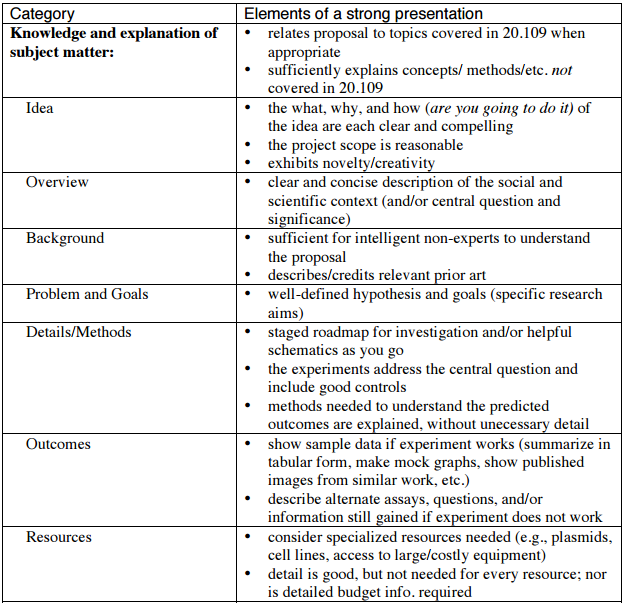 Category Elements of a strong presentation
Knowledge and explanation of
subject matter:
• relates proposal to topics covered in 20.109 when
appropriate
• sufficiently explains concepts/ methods/etc. not
covered in 20.109
Idea
• the what, why, and how (are you going to do it) of
the idea are each clear and compelling
• the project scope is reasonable
• exhibits novelty/creativity
Overview
• clear and concise description of the social and
scientific context (and/or central question and
significance)
Background
• sufficient for intelligent non-experts to understand
the proposal
• describes/credits relevant prior art
Problem and Goals
• well-defined hypothesis and goals (specific research
aims)
Details/Methods
• staged roadmap for investigation and/or helpful
schematics as you go
• the experiments address the central question and
include good controls
• methods needed to understand the predicted
outcomes are explained, without unecessary detail
Outcomes
• show sample data if experiment works (summarize in
tabular form, make mock graphs, show published
images from similar work, etc.)
• describe alternate assays, questions, and/or
information still gained if experiment does not work
Resources
• consider specialized resources needed (e.g., plasmids,
cell lines, access to large/costly equipment)
• detail is good, but not needed for every resource; nor
is detailed budget info. required